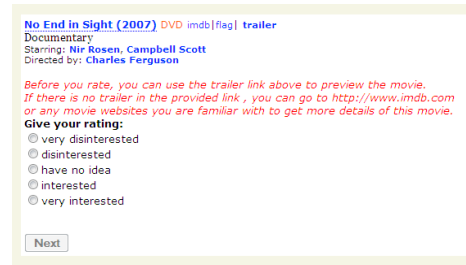 No End in Sight (2007) DVD imdb|flag| trailer
Documentary
Starring: Nir Rosen, Campbell Scott
Directed by: Charles Ferguson
Before you rate, you can use the trailer link above to preview the movie.
If there is no trailer in the provided link , you can go to http://www.imdb.com
or any movie websites you are familiar with to get more details of this movie.
Give your rating:
very disinterested
disinterested
have no idea
interested
very interested
Next